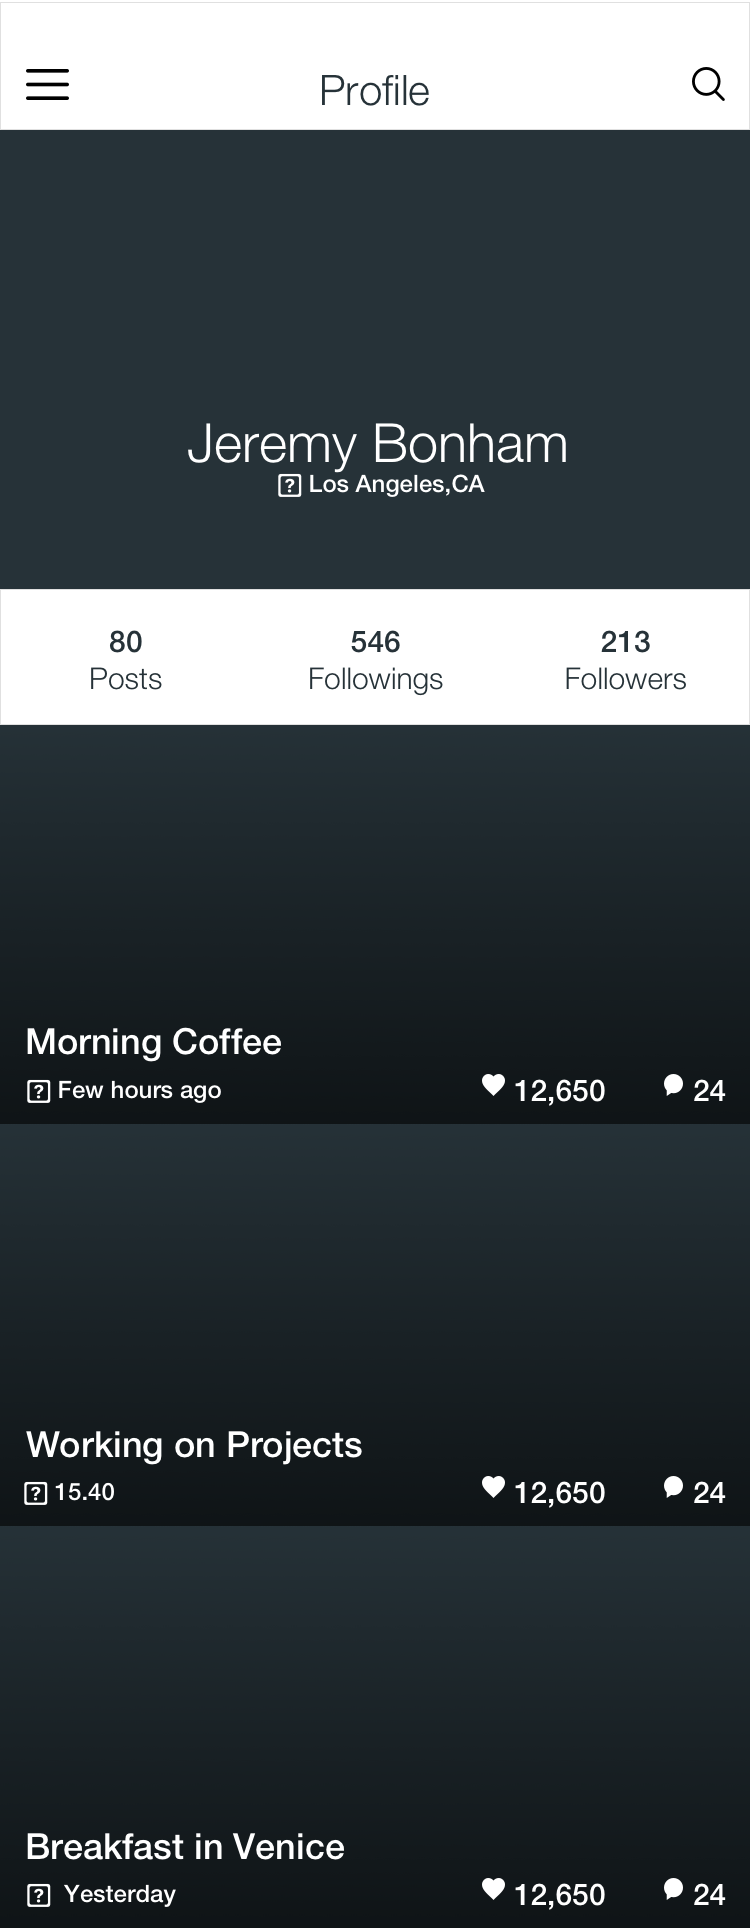 Profile
Jeremy Bonham
Los Angeles,CA
80 546 213
Posts Followings Followers
Morning Coffee
Few hours ago 12,650 24
Working on Projects
15.40 12,650 24
Breakfast in Venice
Yesterday 12,650 24